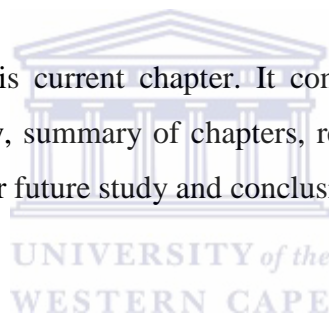 is current chapter. It con
y, summary of chapters, re
r future study and conclus
UNIVERSITY of the
WESTERN CAPE